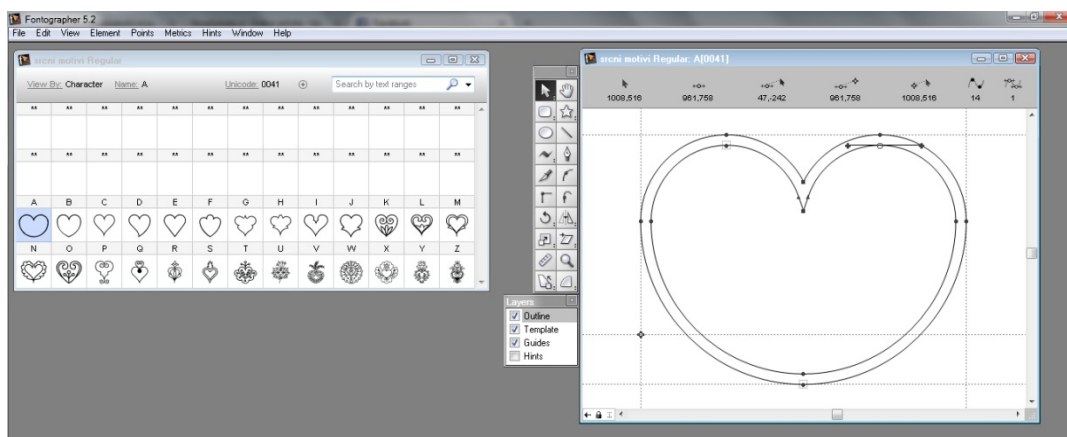 Fontographer 5.2
File Edit View Element Points Metrics Hints Window Help
srcni motivi Regular
View By: Character Name: A Unicode: 0041 Search by text ranges
A B C D E F G H I J K L M
N O P Q R S T U V W X Y Z
Layers
Outline
Template
Guides
Hints
srcni motivi Regular: A[0041]
1008,516 961,758 47,-242 961,758 1008,516 14 1